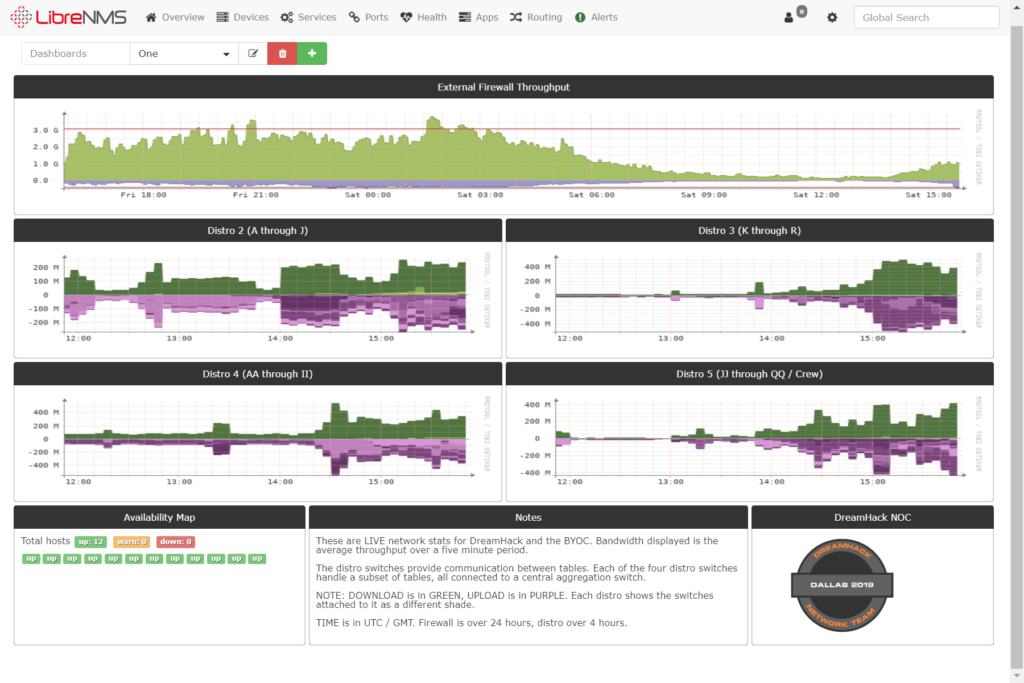 LibreNMS Overview Devices Services Ports Health Apps Routing Alerts 0 Global Search
Dashboards One
External Firewall Throughput
3.0 G
2.0 G
1.0 G
0.0
Fri 18:00 Fri 21:00 Sat 00:00 Sat 03:00 Sat 06:00 Sat 09:00 Sat 12:00 Sat 15:00
RRDTOOL / TOBI OETIKER
Distro 2 (A through J)
200 M
100 M
0
-100 M
-200 M
12:00 13:00 14:00 15:00
RRDTOOL / TOBI OETIKER
Distro 3 (K through R)
400 M
200 M
0
-200 M
-400 M
12:00 13:00 14:00 15:00
RRDTOOL / TOBI OETIKER
Distro 4 (AA through II)
400 M
200 M
0
-200 M
-400 M
12:00 13:00 14:00 15:00
RRDTOOL / TOBI OETIKER
Distro 5 (JJ through QQ / Crew)
400 M
200 M
0
-200 M
-400 M
12:00 13:00 14:00 15:00
RRDTOOL / TOBI OETIKER
Availability Map
Total hosts up: 12 warn: 0 down: 0
up up up up up up up up up up up up
Notes
These are LIVE network stats for DreamHack and the BYOC. Bandwidth displayed is the
average throughput over a five minute period.
The distro switches provide communication between tables. Each of the four distro switches
handle a subset of tables, all connected to a central aggregation switch.
NOTE: DOWNLOAD is in GREEN, UPLOAD is in PURPLE. Each distro shows the switches
attached to it as a different shade.
TIME is in UTC / GMT. Firewall is over 24 hours, distro over 4 hours.
DreamHack NOC
DREAMHACK
DALLAS 2019
NETWORK TEAM